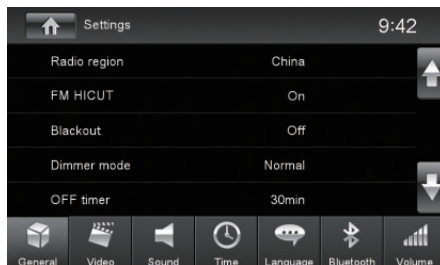 Settings 9:42
Radio region China
FM HICUT On
Blackout Off
Dimmer mode Normal
OFF timer 30min
General Video Sound Time Language Bluetooth Volume